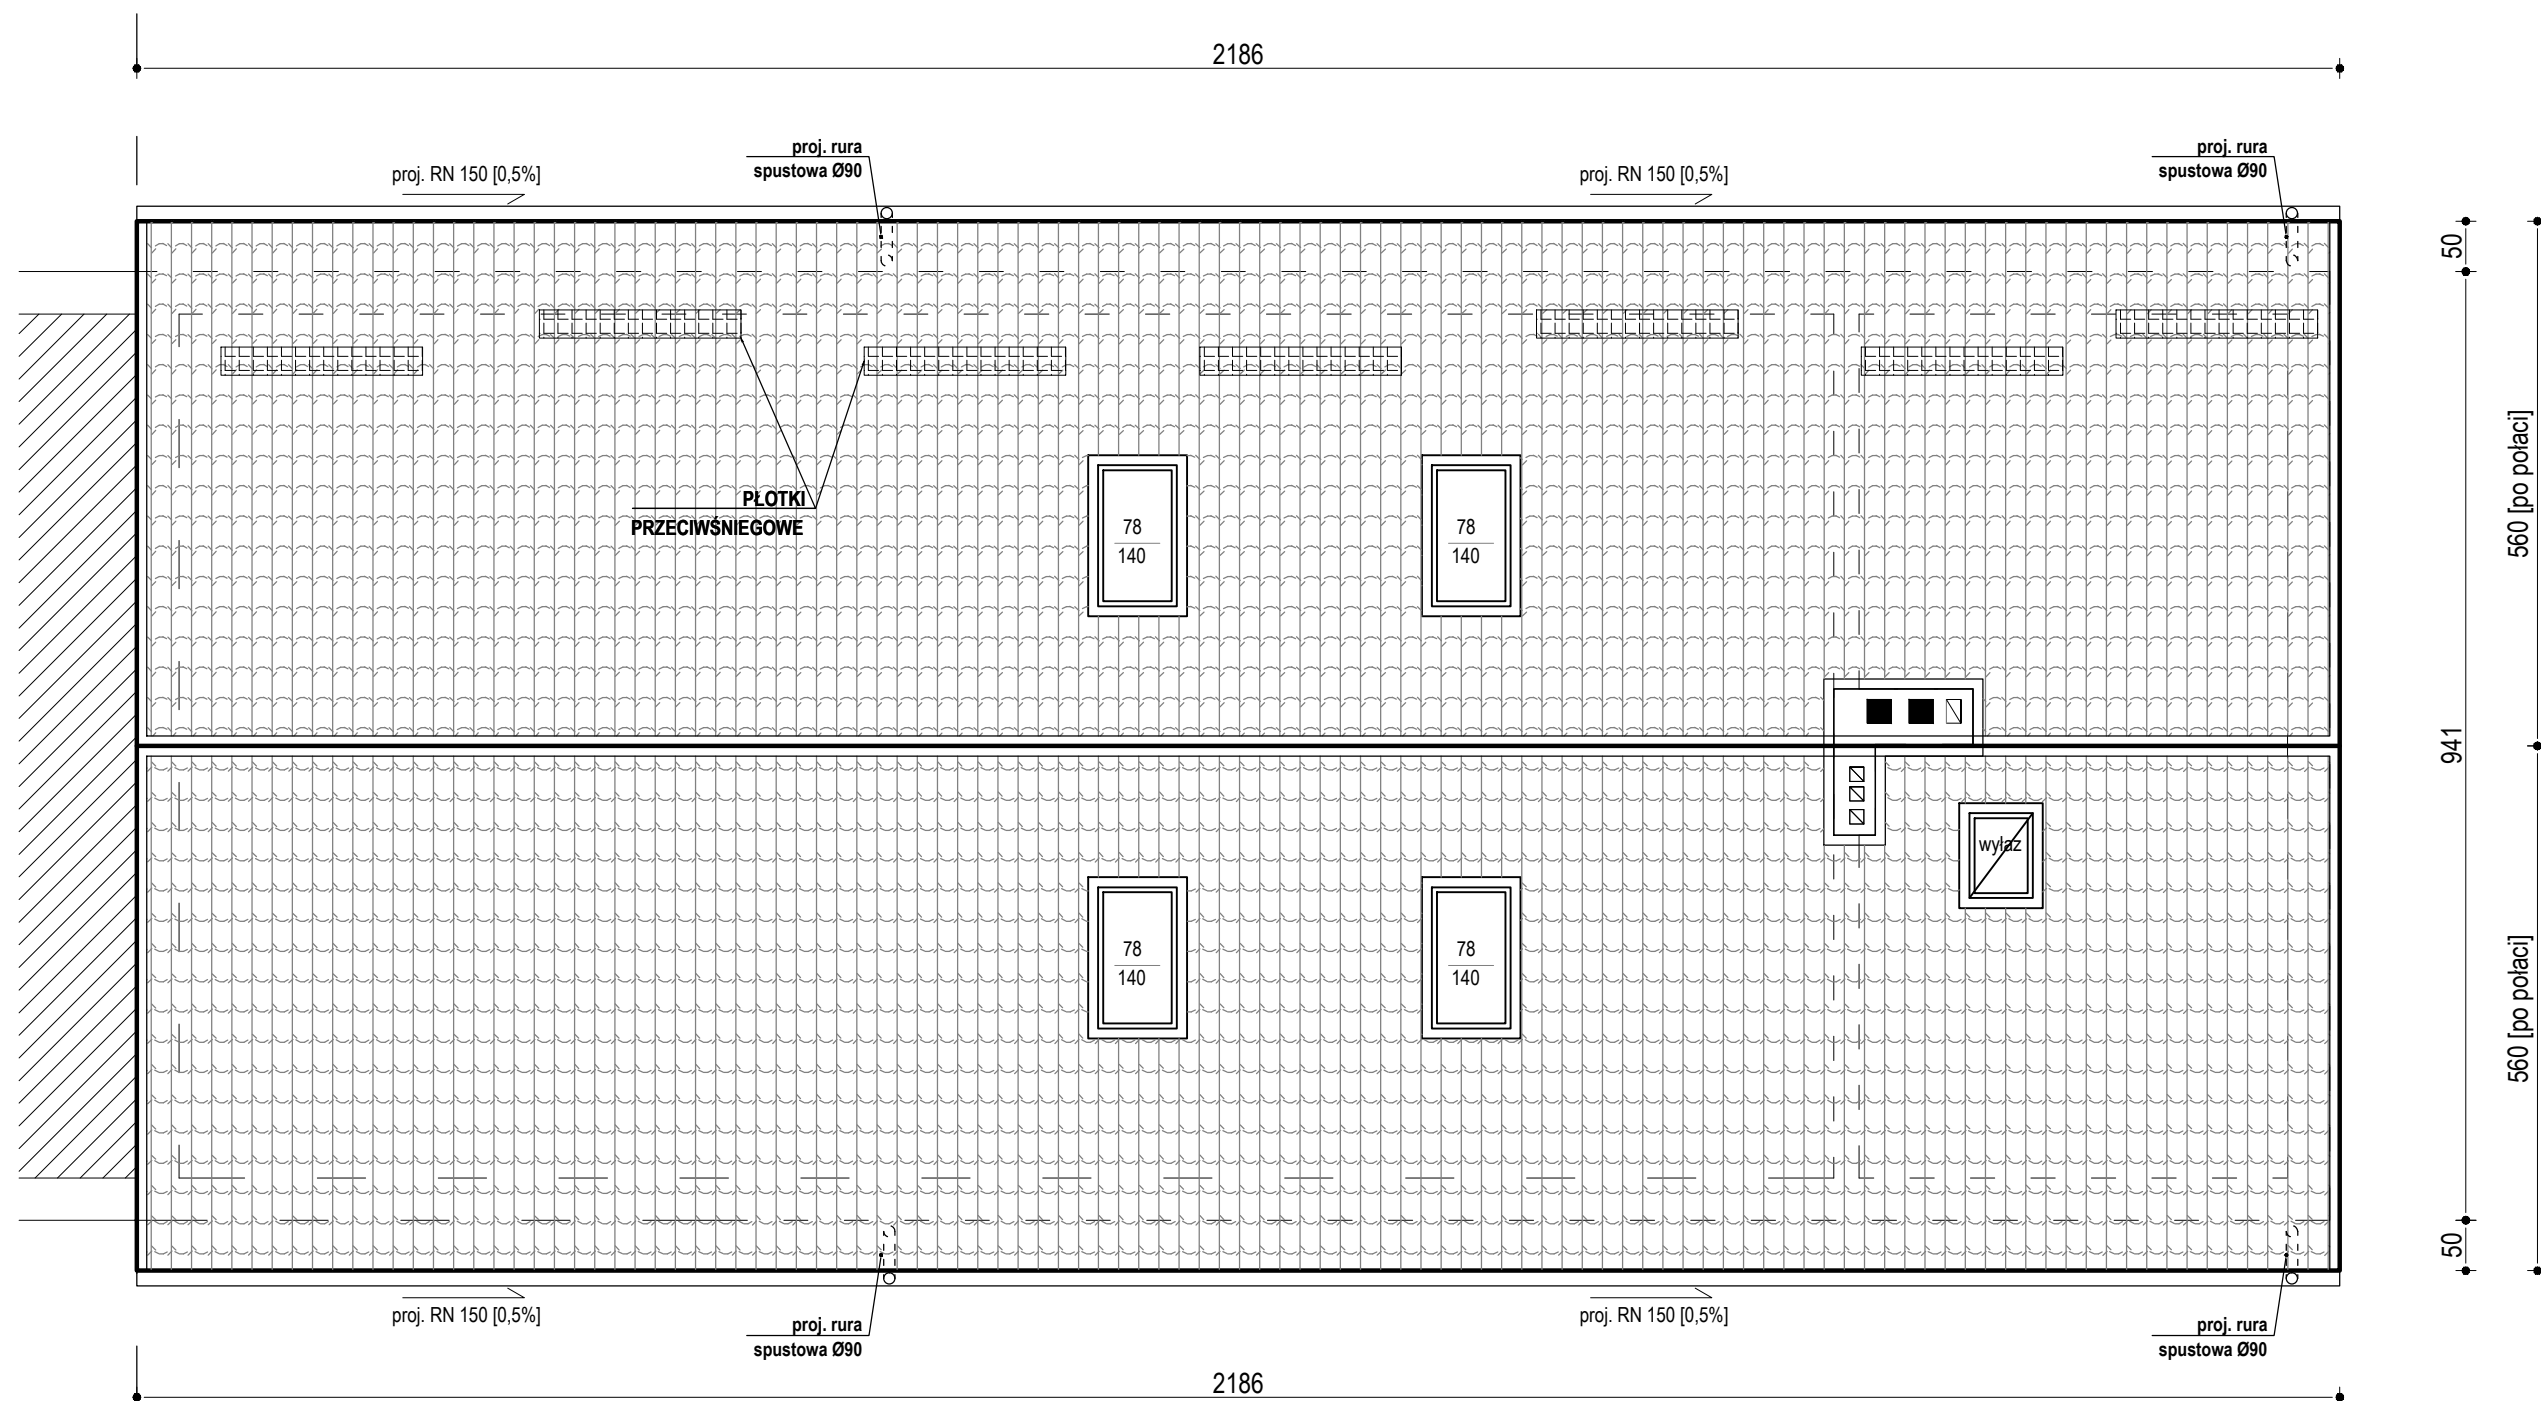 2186
proj. rura
spustowa Ø90
proj. rura
spustowa Ø90
proj. RN 150 [0,5%]
proj. RN 150 [0,5%]
50
560 [po połaci]
PŁOTKI
PRZECIWŚNIEGOWE
78
140
78
140
941
wyłaz
78
140
78
140
560 [po połaci]
50
proj. RN 150 [0,5%]
proj. RN 150 [0,5%]
proj. rura
spustowa Ø90
proj. rura
spustowa Ø90
2186